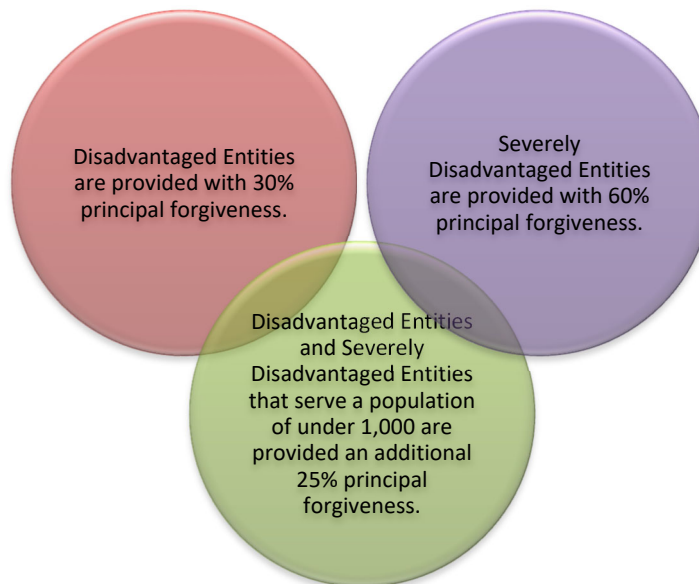 Disadvantaged Entities
are provided with 30%
principal forgiveness.
Severely
Disadvantaged Entities
are provided with 60%
principal forgiveness.
Disadvantaged Entities
and Severely
Disadvantaged Entities
that serve a population
of under 1,000 are
provided an additional
25% principal
forgiveness.